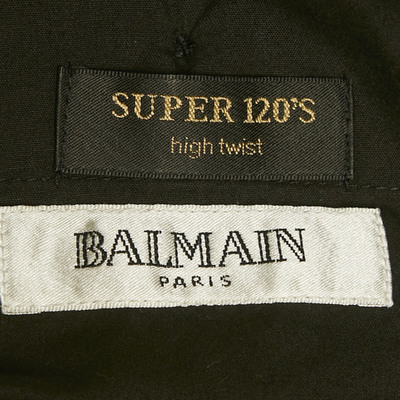 SUPER 120'S
high twist
BALMAIN
PARIS